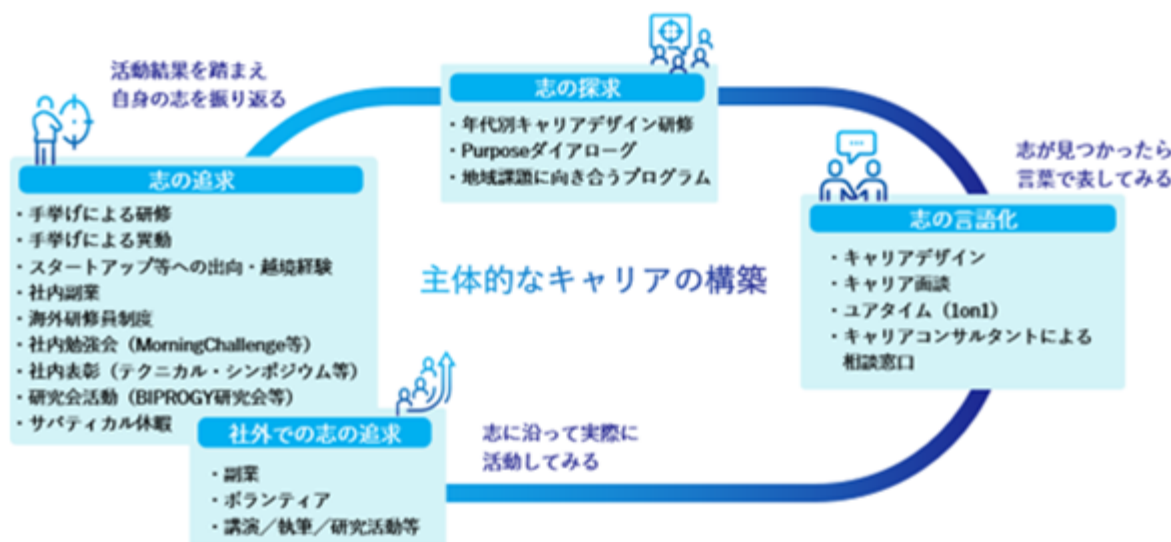 活動結果を踏まえ
自身の志を振り返る
志の探求
・年代別キャリアデザイン研修
・Purposeダイアローグ
・地域課題に向き合うプログラム
志が見つかったら
言葉で表してみる
志の言語化
・キャリアデザイン
・キャリア面談
・ユアタイム（1on1）
・キャリアコンサルタントによる
相談窓口
主体的なキャリアの構築
志の追求
・手挙げによる研修
・手挙げによる異動
・スタートアップ等への出向・越境経験
・社内副業
・海外研修員制度
・社内勉強会（MorningChallenge等）
・社内表彰（テクニカル・シンポジウム等）
・研究会活動（BIPROGY研究会等）
・サバティカル休暇
社外での志の追求
・副業
・ボランティア
・講演／執筆／研究活動等
志に沿って実際に
活動してみる